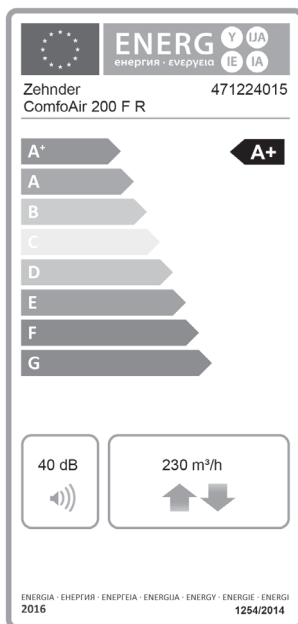 ENERG Y IJA
енергия · ενεργεια IE IA
Zehnder 471224015
ComfoAir 200 F R
A+ A+
A
B
C
D
E
F
G
40 dB 230 m³/h
ENERGIA · ЕНЕРГИЯ · ΕΝΕΡΓΕΙΑ · ENERGIJA · ENERGY · ENERGIE · ENERGI
2016 1254/2014